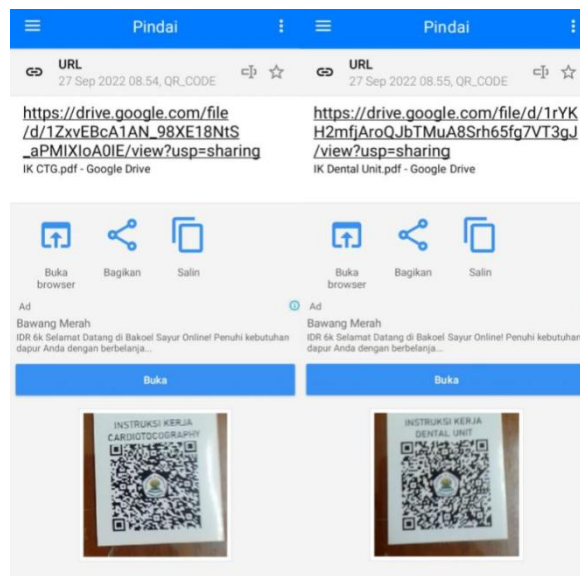 Pindai
URL
27 Sep 2022 08.54, QR_CODE
https://drive.google.com/file
/d/1ZxvEBcA1AN_98XE18NtS
_aPMIXIoA0IE/view?usp=sharing
IK CTG.pdf - Google Drive
Buka
browser
Bagikan
Salin
Ad
Bawang Merah
IDR 6k Selamat Datang di Bakoel Sayur Online! Penuhi kebutuhan
dapur Anda dengan berbelanja...
Buka
INSTRUKSI KERJA
CARDIOTOCOGRAPHY
Pindai
URL
27 Sep 2022 08.55, QR_CODE
https://drive.google.com/file/d/1rYK
H2mfjAroQJbTMuA8Srh65fg7VT3gJ
/view?usp=sharing
IK Dental Unit.pdf - Google Drive
Buka
browser
Bagikan
Salin
Ad
Bawang Merah
IDR 6k Selamat Datang di Bakoel Sayur Online! Penuhi kebutuhan
dapur Anda dengan berbelanja...
Buka
INSTRUKSI KERJA
DENTAL UNIT